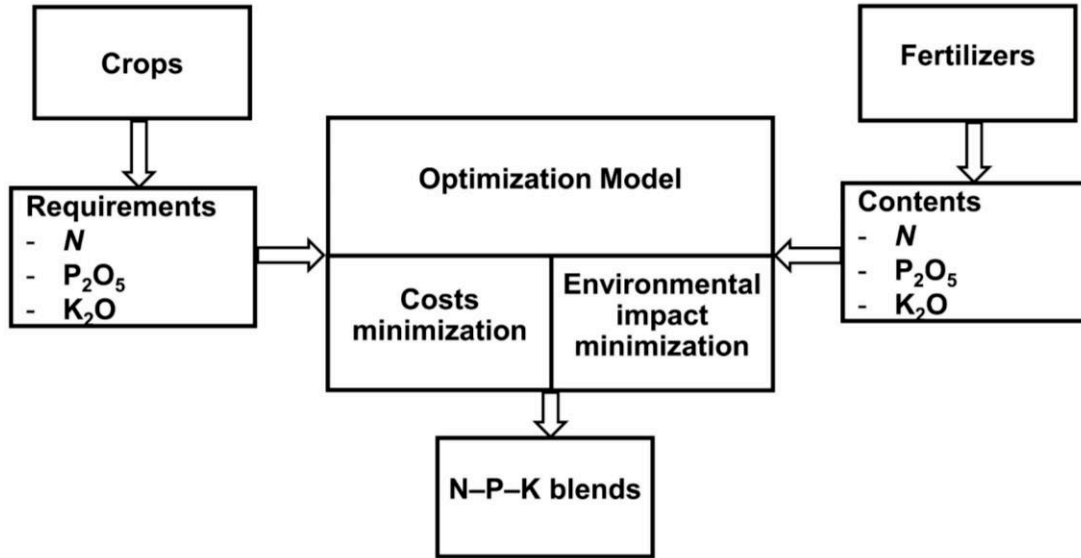 Crops
Fertilizers
Optimization Model
Requirements
- N
- P₂O₅
- K₂O
Contents
- N
- P₂O₅
- K₂O
Costs
minimization
Environmental
impact
minimization
N–P–K blends